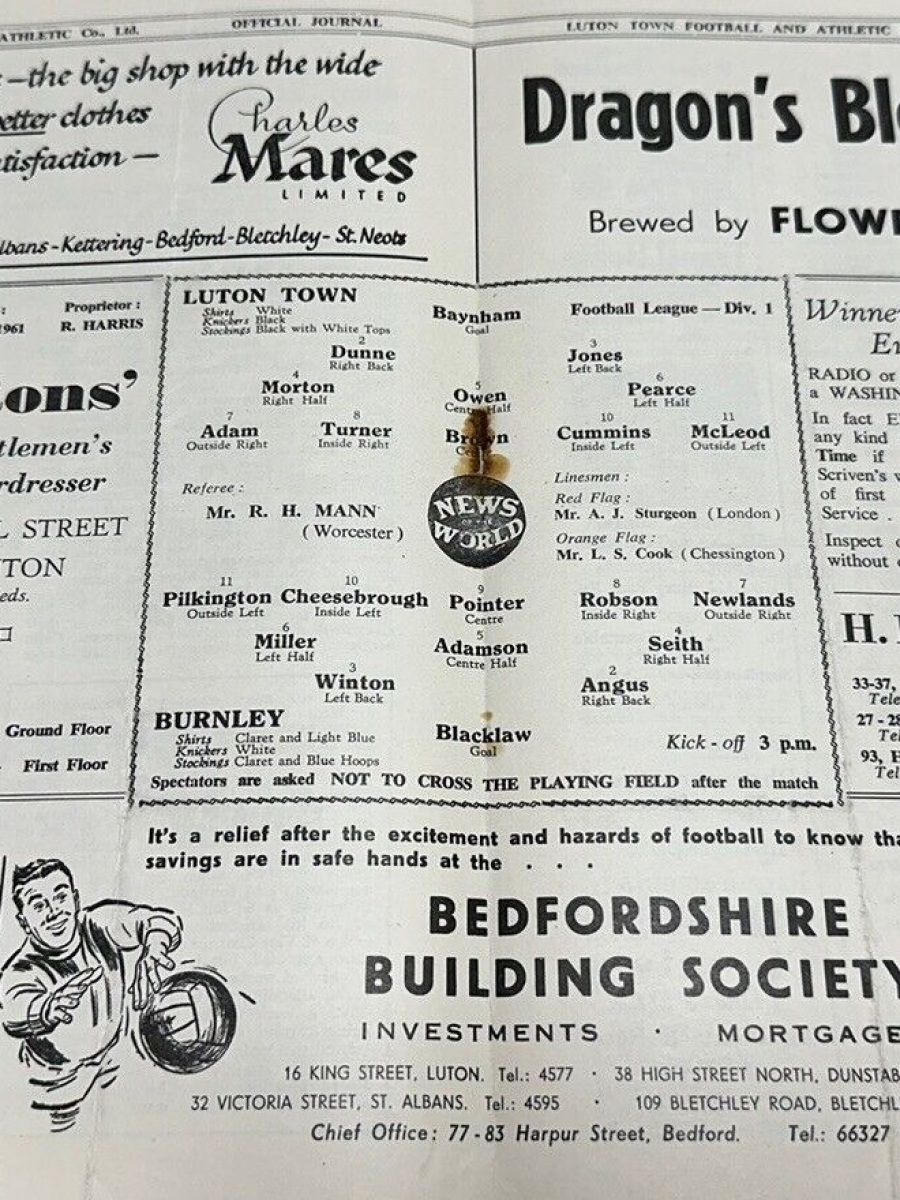 ATHLETIC Co., Ltd.
OFFICIAL JOURNAL
LUTON TOWN FOOTBALL AND ATHLETIC
—the big shop with the wide
better clothes
satisfaction —
Charles
Mares
LIMITED
Albans - Kettering - Bedford - Bletchley - St. Neots
Dragon's
Brewed by
Proprietor :
1961 R. HARRIS
ons'
tlemen's
rdresser
STREET
TON
eds.
Ground Floor
First Floor
LUTON TOWN
Shirts White
Knickers Black
Stockings Black with White Tops
Baynham
Goal
Football League — Div. 1
2
Dunne
Right Back
3
Jones
Left Back
4
Morton
Right Half
5
Owen
Centre Half
6
Pearce
Left Half
7
Adam
Outside Right
8
Turner
Inside Right
Brown
10
Cummins
Inside Left
11
McLeod
Outside Left
Referee :
Mr. R. H. MANN
(Worcester)
NEWS
OF THE
WORLD
Linesmen :
Red Flag :
Mr. A. J. Sturgeon (London)
Orange Flag :
Mr. L. S. Cook (Chessington)
11
Pilkington
Outside Left
10
Cheesebrough
Inside Left
9
Pointer
Centre
8
Robson
Inside Right
7
Newlands
Outside Right
6
Miller
Left Half
5
Adamson
Centre Half
4
Seith
Right Half
3
Winton
Left Back
2
Angus
Right Back
BURNLEY
Shirts Claret and Light Blue
Knickers White
Stockings Claret and Blue Hoops
Blacklaw
Goal
Kick - off 3 p.m.
Spectators are asked NOT TO CROSS THE PLAYING FIELD after the match
RADIO or
a WASHIN
In fact E
any kind
Time if
Scriven's
of first
Service .
Inspect
without
H.
33-37,
Tele
27 - 28
Tel
93, H
Tel
It's a relief after the excitement and hazards of football to know tha
savings are in safe hands at the . . .
BEDFORDSHIRE
BUILDING SOCIETY
INVESTMENTS · MORTGAGE
16 KING STREET, LUTON. Tel.: 4577 · 38 HIGH STREET NORTH, DUNSTAB
32 VICTORIA STREET, ST. ALBANS. Tel.: 4595 · 109 BLETCHLEY ROAD, BLETCHL
Chief Office: 77 - 83 Harpur Street, Bedford. Tel.: 66327